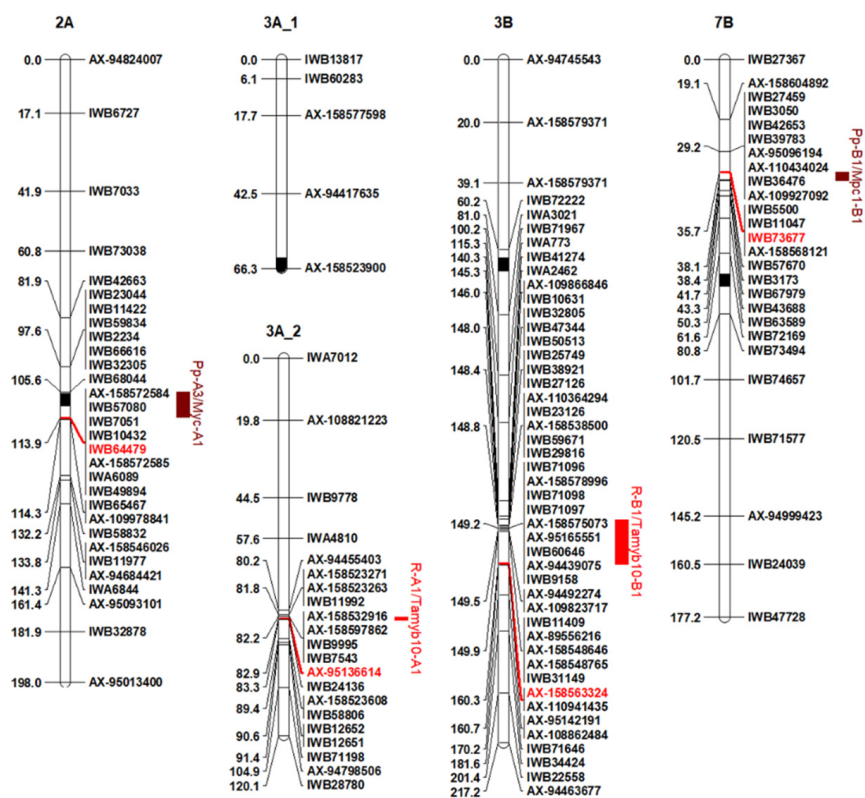 2A
0.0 AX-94824007
17.1 IWB6727
41.9 IWB7033
60.8 IWB73038
81.9 IWB42663
IWB23044
IWB11422
IWB59834
97.6 IWB2234
IWB66616
IWB32305
105.6 IWB68044
AX-158572584
IWB57080
IWB7051
IWB10432
113.9 IWB64479
AX-158572585
IWA6089
IWB49894
IWB65467
114.3 AX-109978841
132.2 IWB58832
AX-158546026
133.8 IWB11977
AX-94684421
141.3 IWA6844
161.4 AX-95093101
181.9 IWB32878
198.0 AX-95013400
Pp-A3/Myc-A1
3A_1
0.0 IWB13817
6.1 IWB60283
17.7 AX-158577598
42.5 AX-94417635
66.3 AX-158523900
3A_2
0.0 IWA7012
19.8 AX-108821223
44.5 IWB9778
57.6 IWA4810
80.2 AX-94455403
AX-158523271
81.8 AX-158523263
IWB11992
AX-158532916
AX-158597862
82.2 IWB9995
IWB7543
82.9 AX-95136614
83.3 IWB24136
AX-158523608
89.4 IWB58806
IWB12652
90.6 IWB12651
91.4 IWB71198
104.9 AX-94798506
120.1 IWB28780
R-A1/Tamyb10-A1
3B
0.0 AX-94745543
20.0 AX-158579371
39.1 AX-158579371
60.2 IWB72222
81.0 IWA3021
100.2 IWB71967
115.3 IWA773
140.3 IWB41274
145.3 IWA2462
AX-109866846
146.0 IWB10631
IWB32805
148.0 IWB47344
IWB50513
IWB25749
148.4 IWB38921
IWB27126
AX-110364294
IWB23126
148.8 AX-158538500
IWB59671
IWB29816
IWB71096
AX-158578996
IWB71098
IWB71097
149.2 AX-158575073
AX-95165551
IWB60646
AX-94439075
IWB9158
AX-94492274
149.5 AX-109823717
IWB11409
AX-89556216
149.9 AX-158548646
AX-158548765
IWB31149
AX-158563324
160.3 AX-110941435
AX-95142191
160.7 AX-108862484
170.2 IWB71646
181.6 IWB34424
201.4 IWB22558
217.2 AX-94463677
R-B1/Tamyb10-B1
7B
0.0 IWB27367
19.1 AX-158604892
IWB27459
IWB3050
IWB42653
IWB39783
29.2 AX-95096194
AX-110434024
IWB36476
AX-109927092
IWB5500
IWB11047
35.7 IWB73677
AX-158568121
38.1 IWB57670
38.4 IWB3173
41.7 IWB67979
43.3 IWB43688
50.3 IWB63589
61.6 IWB72169
80.8 IWB73494
101.7 IWB74657
120.5 IWB71577
145.2 AX-94999423
160.5 IWB24039
177.2 IWB47728
Pp-B1/Mpc1-B1